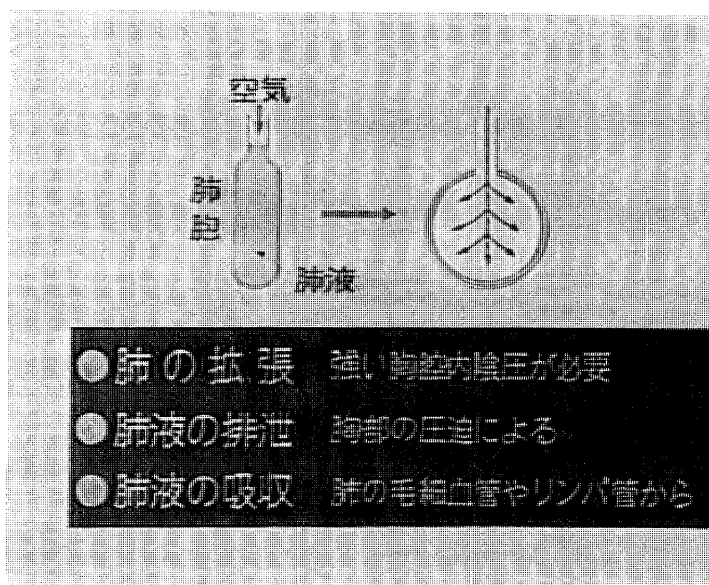 空気
肺胞
肺液
●肺の拡張 強い胸腔内陰圧が必要
●肺液の排泄 胸部の圧迫による
●肺液の吸収 肺の毛細血管やリンパ管から